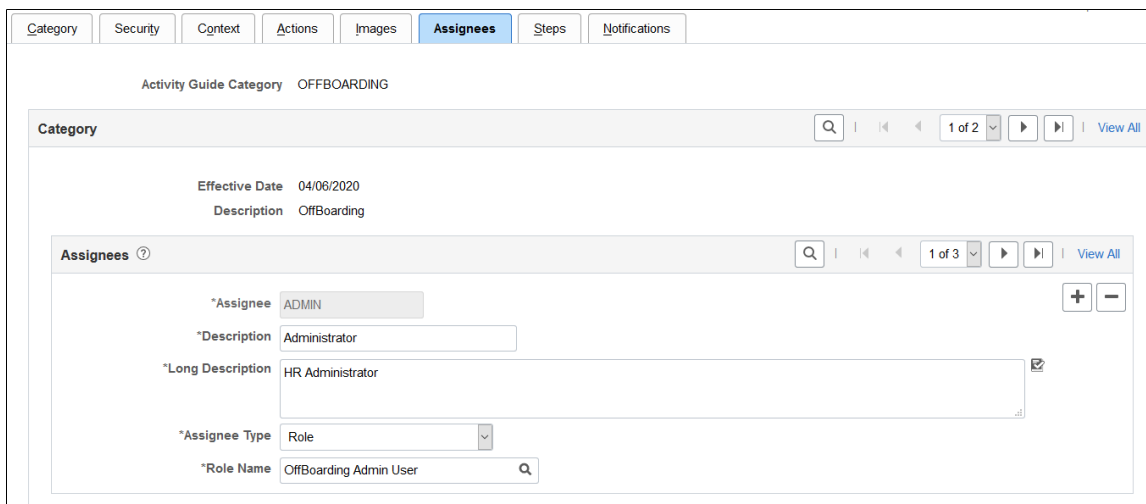 Category Security Context Actions Images Assignees Steps Notifications
Activity Guide Category OFFBOARDING
Category 1 of 2 View All
Effective Date 04/06/2020
Description OffBoarding
Assignees ? 1 of 3 View All
*Assignee ADMIN
*Description Administrator
*Long Description HR Administrator
*Assignee Type Role
*Role Name OffBoarding Admin User